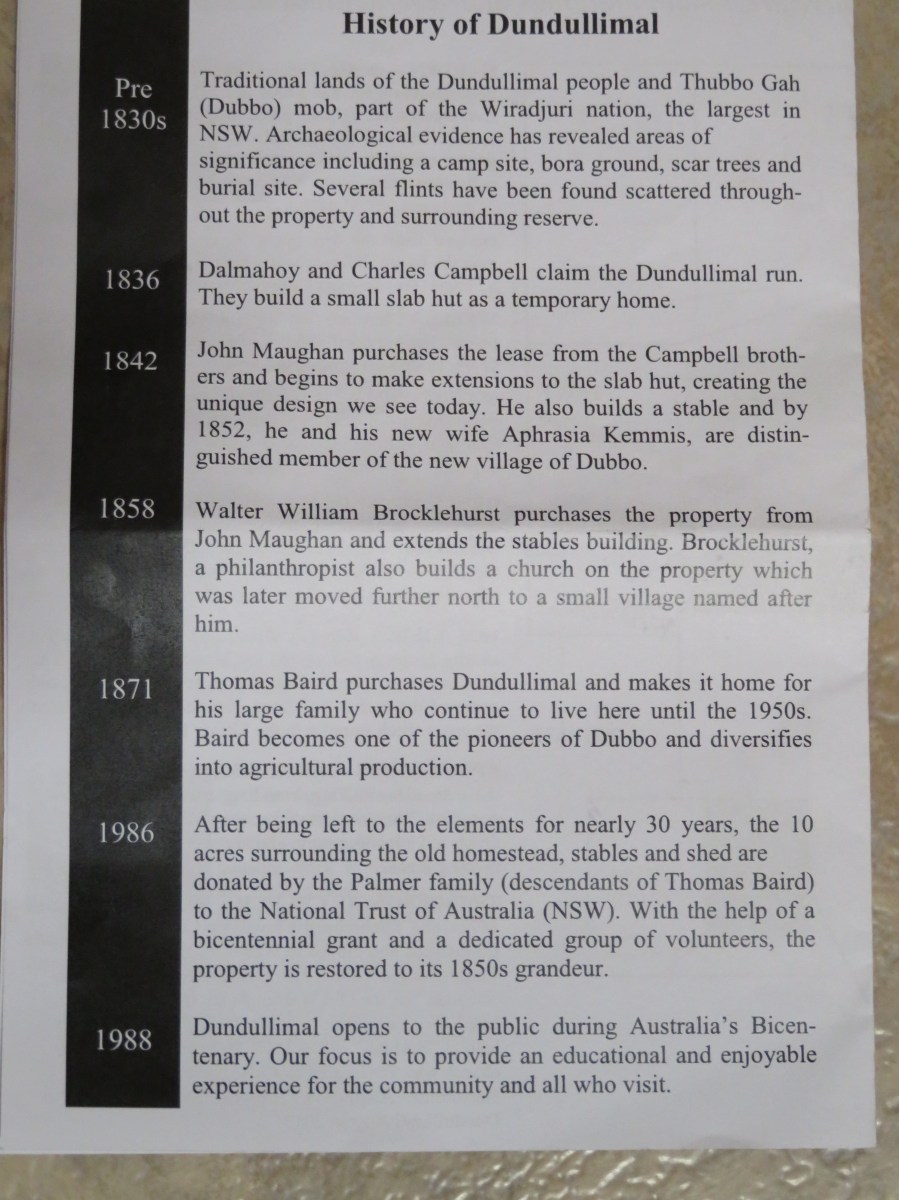 History of Dundullimal
Pre
1830s
Traditional lands of the Dundullimal people and Thubbo Gah
(Dubbo) mob, part of the Wiradjuri nation, the largest in
NSW. Archaeological evidence has revealed areas of
significance including a camp site, bora ground, scar trees and
burial site. Several flints have been found scattered through-
out the property and surrounding reserve.
1836
Dalmahoy and Charles Campbell claim the Dundullimal run.
They build a small slab hut as a temporary home.
1842
John Maughan purchases the lease from the Campbell broth-
ers and begins to make extensions to the slab hut, creating the
unique design we see today. He also builds a stable and by
1852, he and his new wife Aphrasia Kemmis, are distin-
guished member of the new village of Dubbo.
1858
Walter William Brocklehurst purchases the property from
John Maughan and extends the stables building. Brocklehurst,
a philanthropist also builds a church on the property which
was later moved further north to a small village named after
him.
1871
Thomas Baird purchases Dundullimal and makes it home for
his large family who continue to live here until the 1950s.
Baird becomes one of the pioneers of Dubbo and diversifies
into agricultural production.
1986
After being left to the elements for nearly 30 years, the 10
acres surrounding the old homestead, stables and shed are
donated by the Palmer family (descendants of Thomas Baird)
to the National Trust of Australia (NSW). With the help of a
bicentennial grant and a dedicated group of volunteers, the
property is restored to its 1850s grandeur.
1988
Dundullimal opens to the public during Australia's Bicen-
tenary. Our focus is to provide an educational and enjoyable
experience for the community and all who visit.